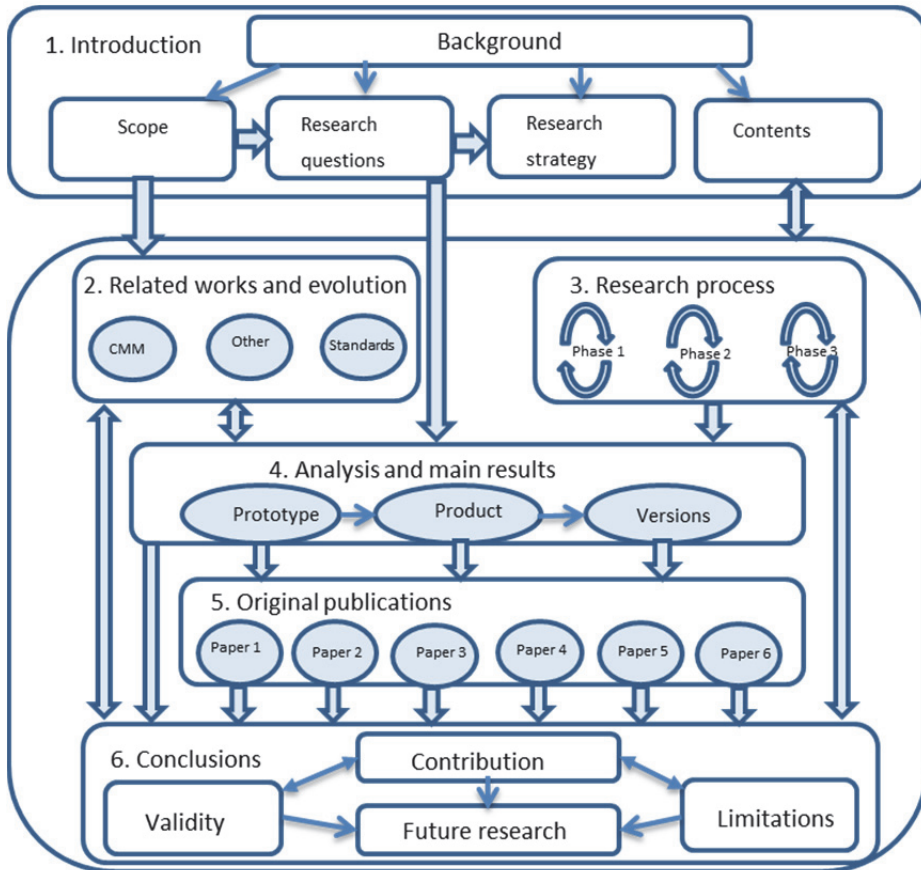 1. Introduction
Background
Scope
Research
questions
Research
strategy
Contents
2. Related works and evolution
CMM
Other
Standards
3. Research process
Phase 1
Phase 2
Phase 3
4. Analysis and main results
Prototype
Product
Versions
5. Original publications
Paper 1
Paper 2
Paper 3
Paper 4
Paper 5
Paper 6
6. Conclusions
Contribution
Validity
Future research
Limitations